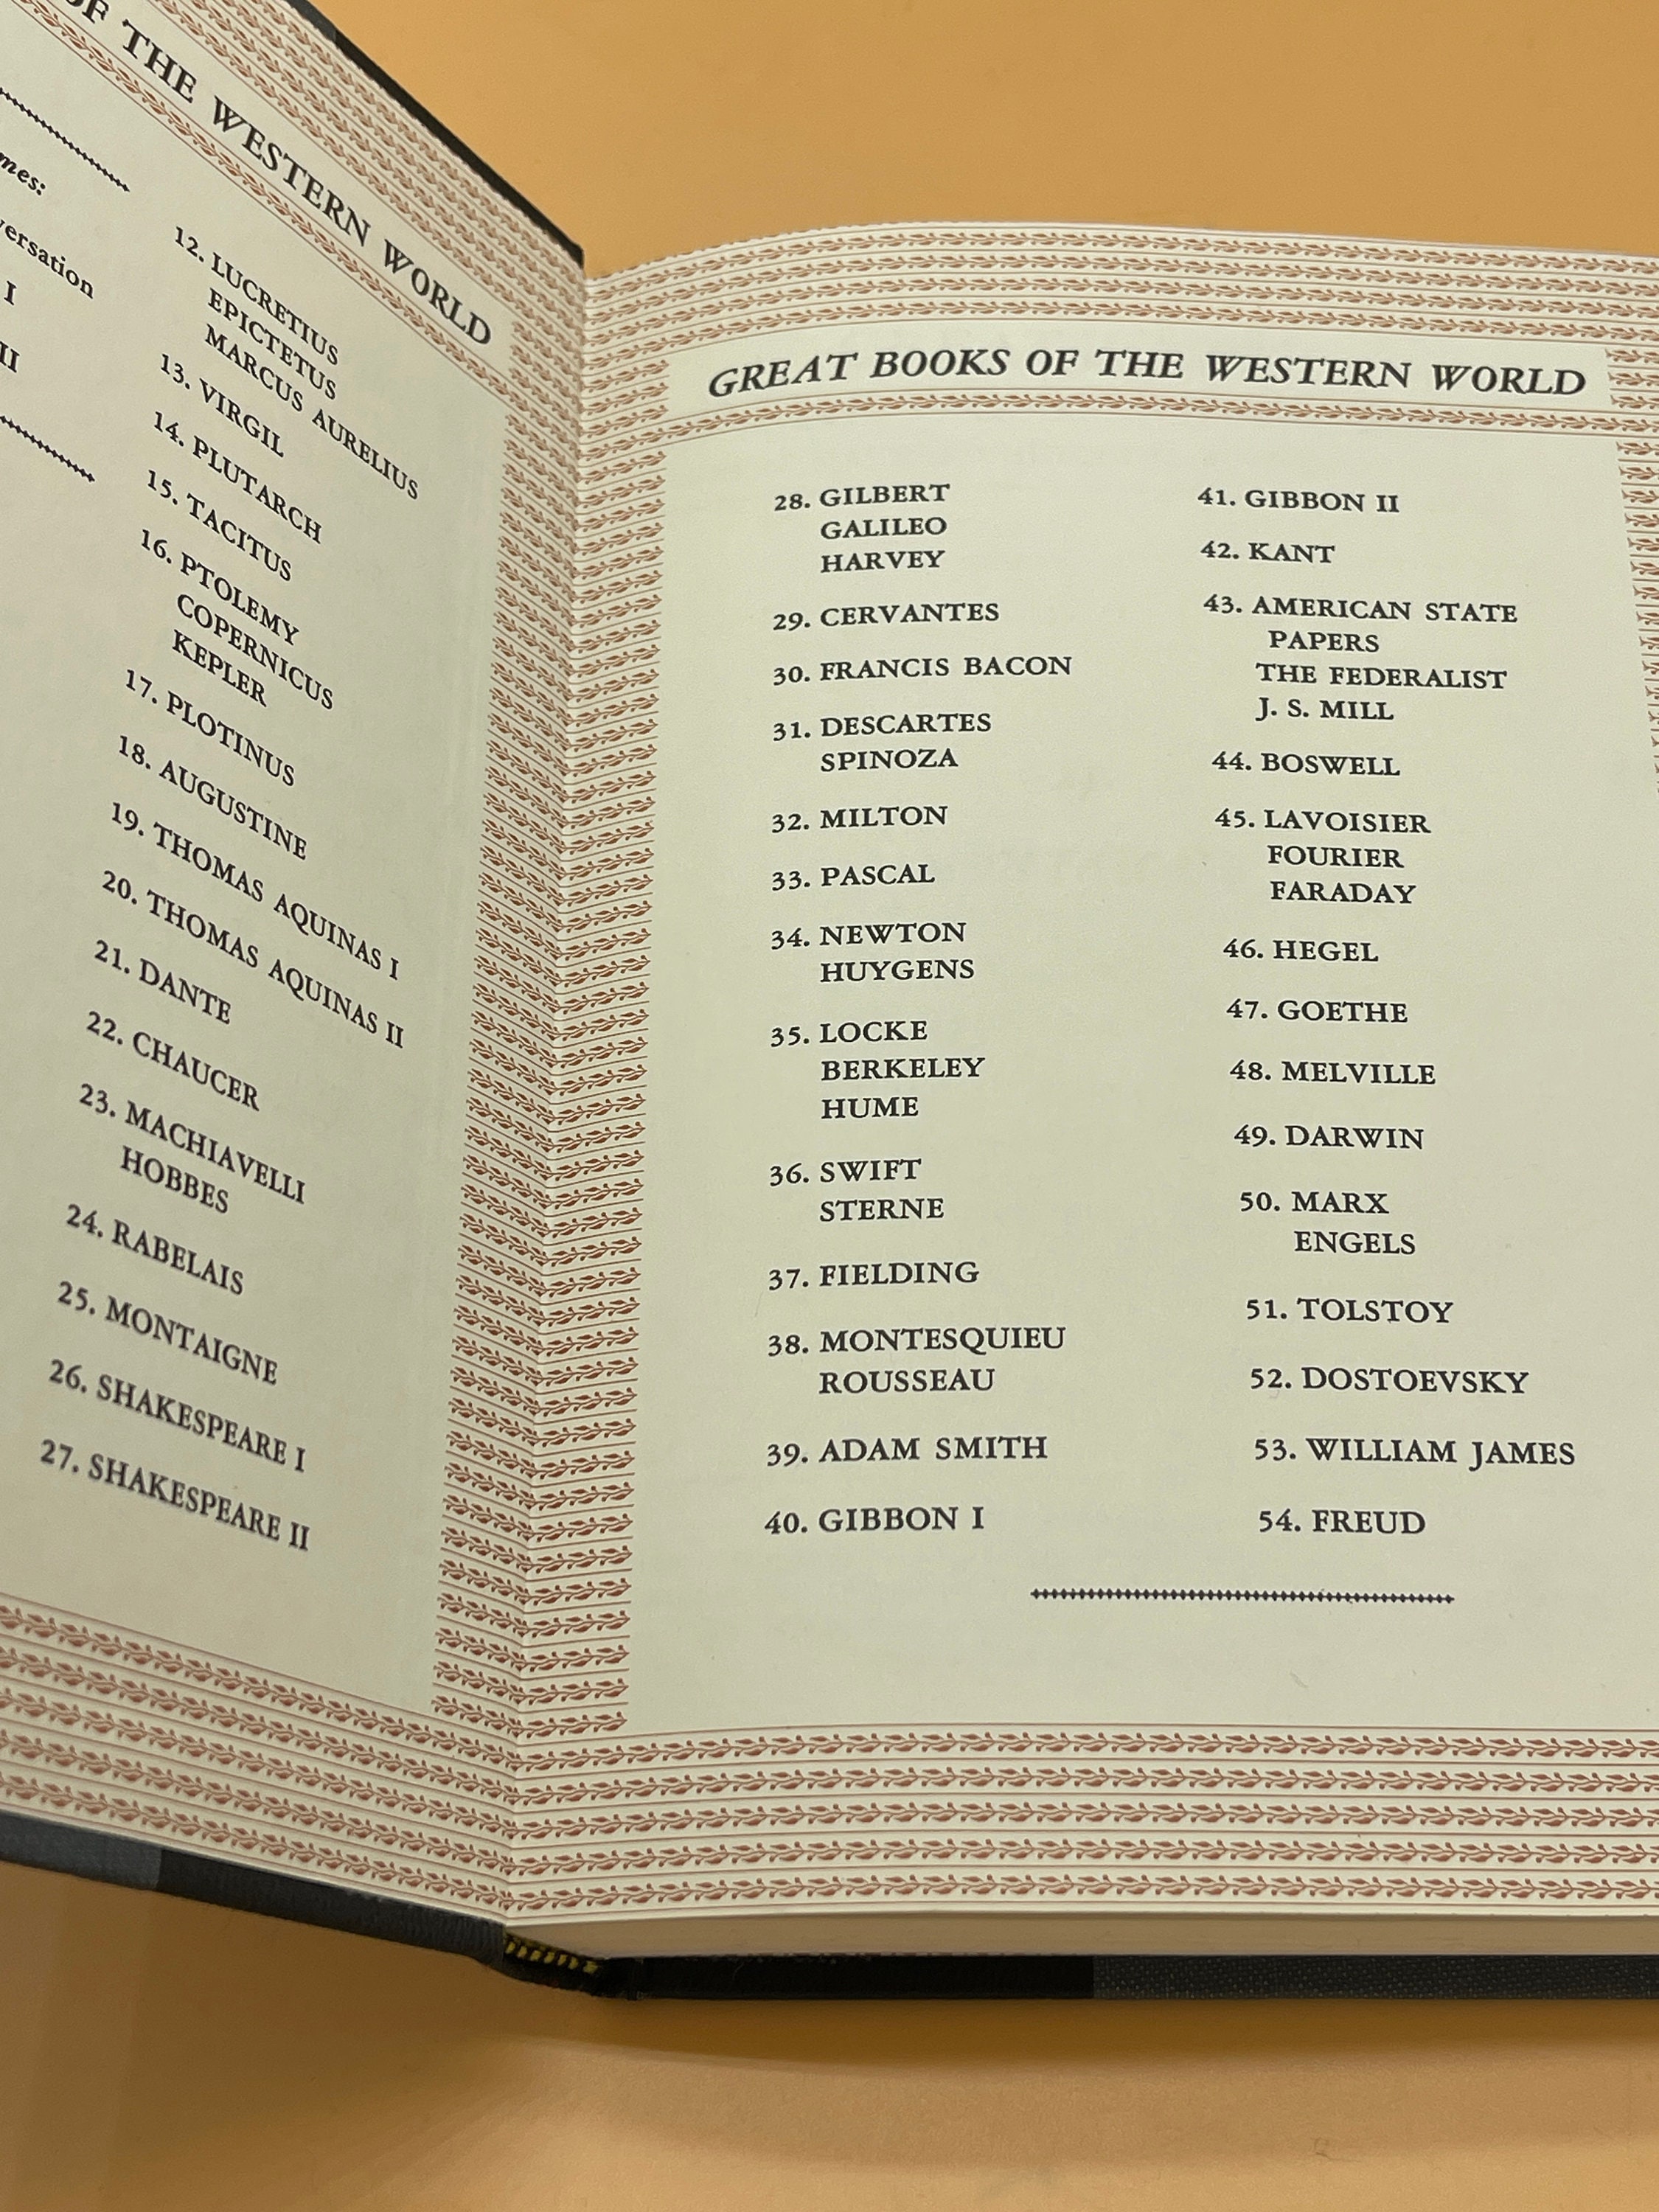 OF THE WESTERN WORLD
I
II
12. LUCRETIUS
EPICTETUS
MARCUS AURELIUS
13. VIRGIL
14. PLUTARCH
15. TACITUS
16. PTOLEMY
COPERNICUS
KEPLER
17. PLOTINUS
18. AUGUSTINE
19. THOMAS AQUINAS I
20. THOMAS AQUINAS II
21. DANTE
22. CHAUCER
23. MACHIAVELLI
HOBBES
24. RABELAIS
25. MONTAIGNE
26. SHAKESPEARE I
27. SHAKESPEARE II
GREAT BOOKS OF THE WESTERN WORLD
28. GILBERT
GALILEO
HARVEY
29. CERVANTES
30. FRANCIS BACON
31. DESCARTES
SPINOZA
32. MILTON
33. PASCAL
34. NEWTON
HUYGENS
35. LOCKE
BERKELEY
HUME
36. SWIFT
STERNE
37. FIELDING
38. MONTESQUIEU
ROUSSEAU
39. ADAM SMITH
40. GIBBON I
41. GIBBON II
42. KANT
43. AMERICAN STATE
PAPERS
THE FEDERALIST
J. S. MILL
44. BOSWELL
45. LAVOISIER
FOURIER
FARADAY
46. HEGEL
47. GOETHE
48. MELVILLE
49. DARWIN
50. MARX
ENGELS
51. TOLSTOY
52. DOSTOEVSKY
53. WILLIAM JAMES
54. FREUD